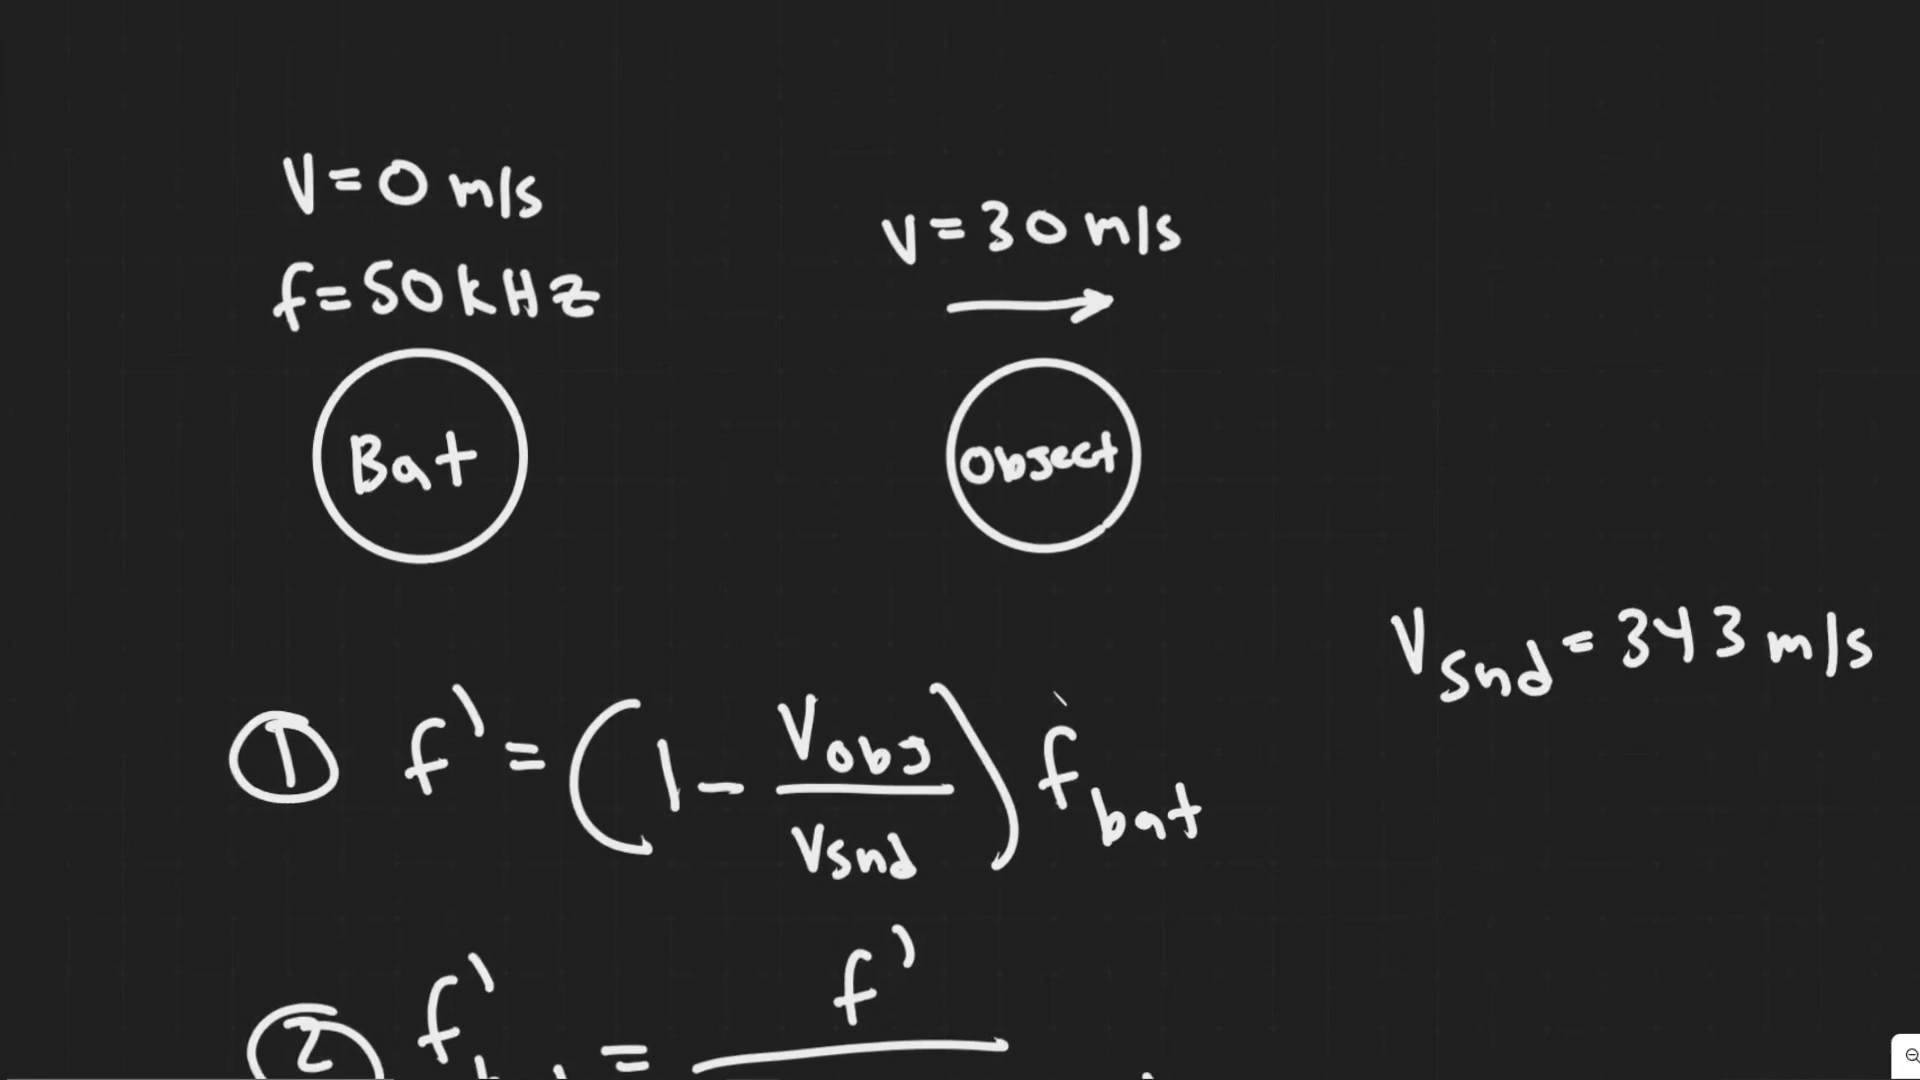 V=0 m/s
f=50kHz
Bat
V=30 m/s
Object
Vsnd=343 m/s
① f'=(1-Vobj/Vsnd)fbat
② f' = f'